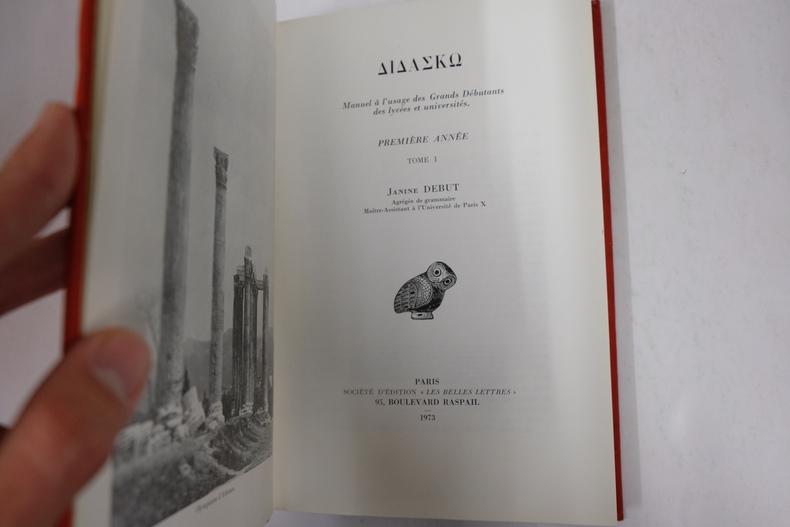 ΔΙΔΑΣΚΩ
Manuel à l'usage des Grands Débutants
des lycées et universités.
PREMIÈRE ANNÉE
TOME 1
JANINE DEBUT
Agrégée de grammaire
Maître-Assistant à l'Université de Paris X
PARIS
SOCIÉTÉ D'ÉDITION « LES BELLES LETTRES »
95, BOULEVARD RASPAIL
1973